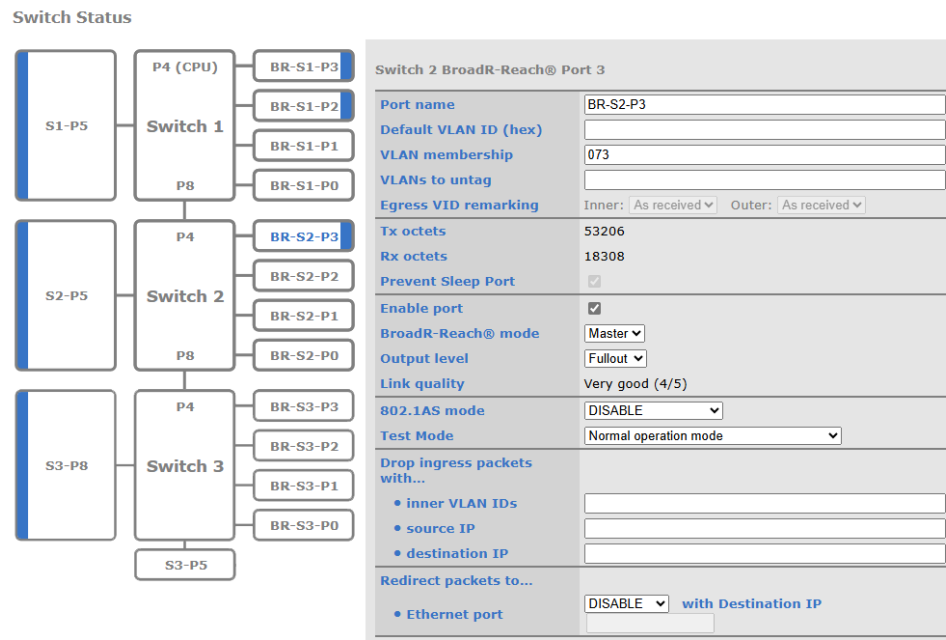 Switch Status
S1-P5
P4 (CPU)
Switch 1
P8
BR-S1-P3
BR-S1-P2
BR-S1-P1
BR-S1-P0
S2-P5
P4
Switch 2
P8
BR-S2-P3
BR-S2-P2
BR-S2-P1
BR-S2-P0
S3-P8
P4
Switch 3
BR-S3-P3
BR-S3-P2
BR-S3-P1
BR-S3-P0
S3-P5
Switch 2 BroadR-Reach® Port 3
Port name BR-S2-P3
Default VLAN ID (hex)
VLAN membership 073
VLANs to untag
Egress VID remarking Inner: As received Outer: As received
Tx octets 53206
Rx octets 18308
Prevent Sleep Port
Enable port
BroadR-Reach® mode Master
Output level Fullout
Link quality Very good (4/5)
802.1AS mode DISABLE
Test Mode Normal operation mode
Drop ingress packets
with...
• inner VLAN IDs
• source IP
• destination IP
Redirect packets to...
• Ethernet port DISABLE with Destination IP